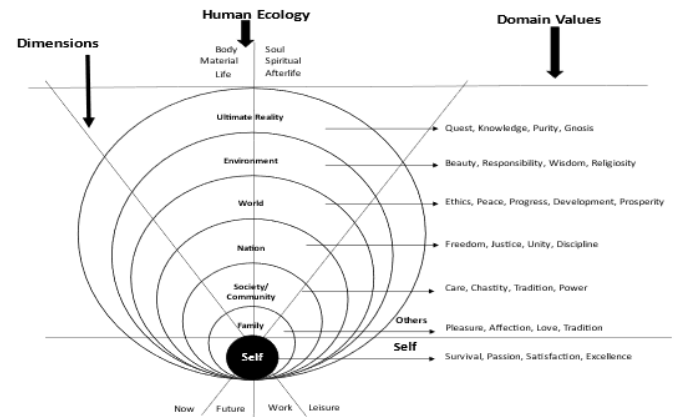 Human Ecology
Domain Values
Dimensions
Body
Material
Life
Soul
Spiritual
Afterlife
Ultimate Reality
Quest, Knowledge, Purity, Gnosis
Environment
Beauty, Responsibility, Wisdom, Religiosity
World
Ethics, Peace, Progress, Development, Prosperity
Nation
Freedom, Justice, Unity, Discipline
Society/
Community
Care, Chastity, Tradition, Power
Family
Others
Pleasure, Affection, Love, Tradition
Self
Self
Survival, Passion, Satisfaction, Excellence
Now
Future
Work
Leisure